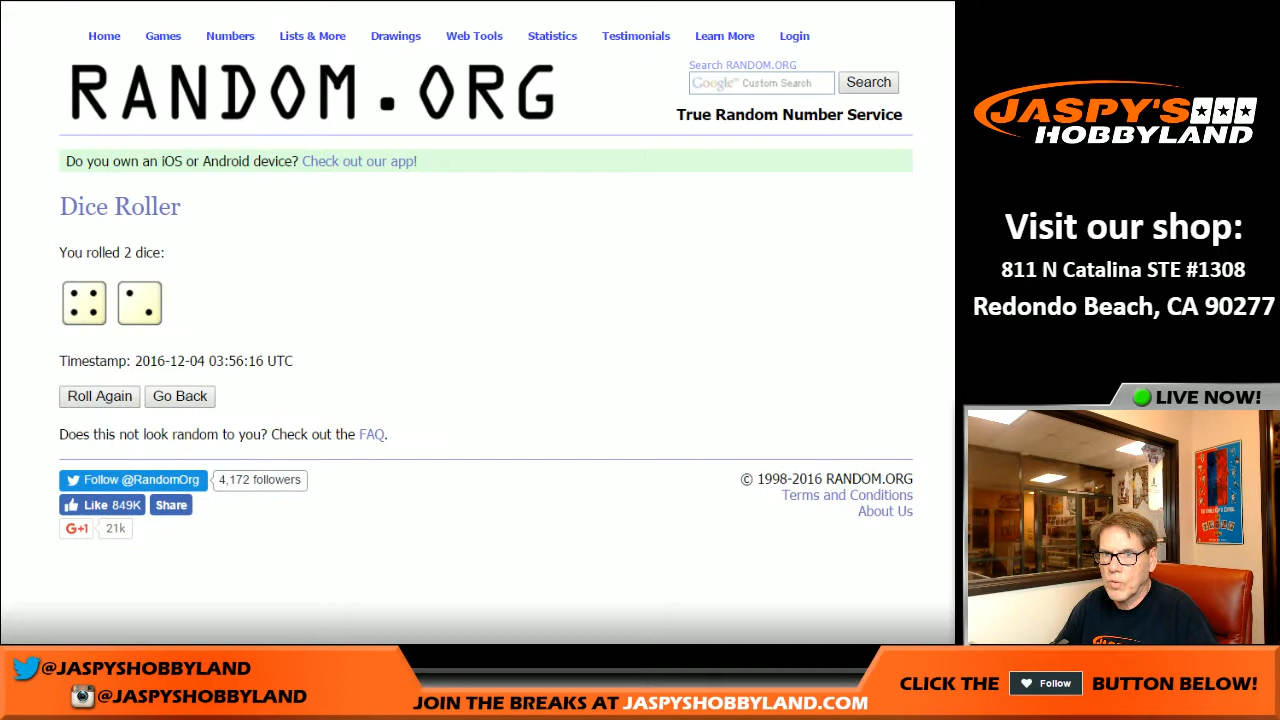 Home Games Numbers Lists & More Drawings Web Tools Statistics Testimonials Learn More Login
RANDOM.ORG
Search RANDOM.ORG
Google™ Custom Search Search
True Random Number Service
Do you own an iOS or Android device? Check out our app!
Dice Roller
You rolled 2 dice:
Timestamp: 2016-12-04 03:56:16 UTC
Roll Again Go Back
Does this not look random to you? Check out the FAQ.
Follow @RandomOrg 4,172 followers
Like 849K Share
G+1 21k
© 1998-2016 RANDOM.ORG
Terms and Conditions
About Us
JASPY'S
HOBBYLAND
Visit our shop:
811 N Catalina STE #1308
Redondo Beach, CA 90277
LIVE NOW!
@JASPYSHOBBYLAND
@JASPYSHOBBYLAND
JOIN THE BREAKS AT JASPYSHOBBYLAND.COM
CLICK THE Follow BUTTON BELOW!